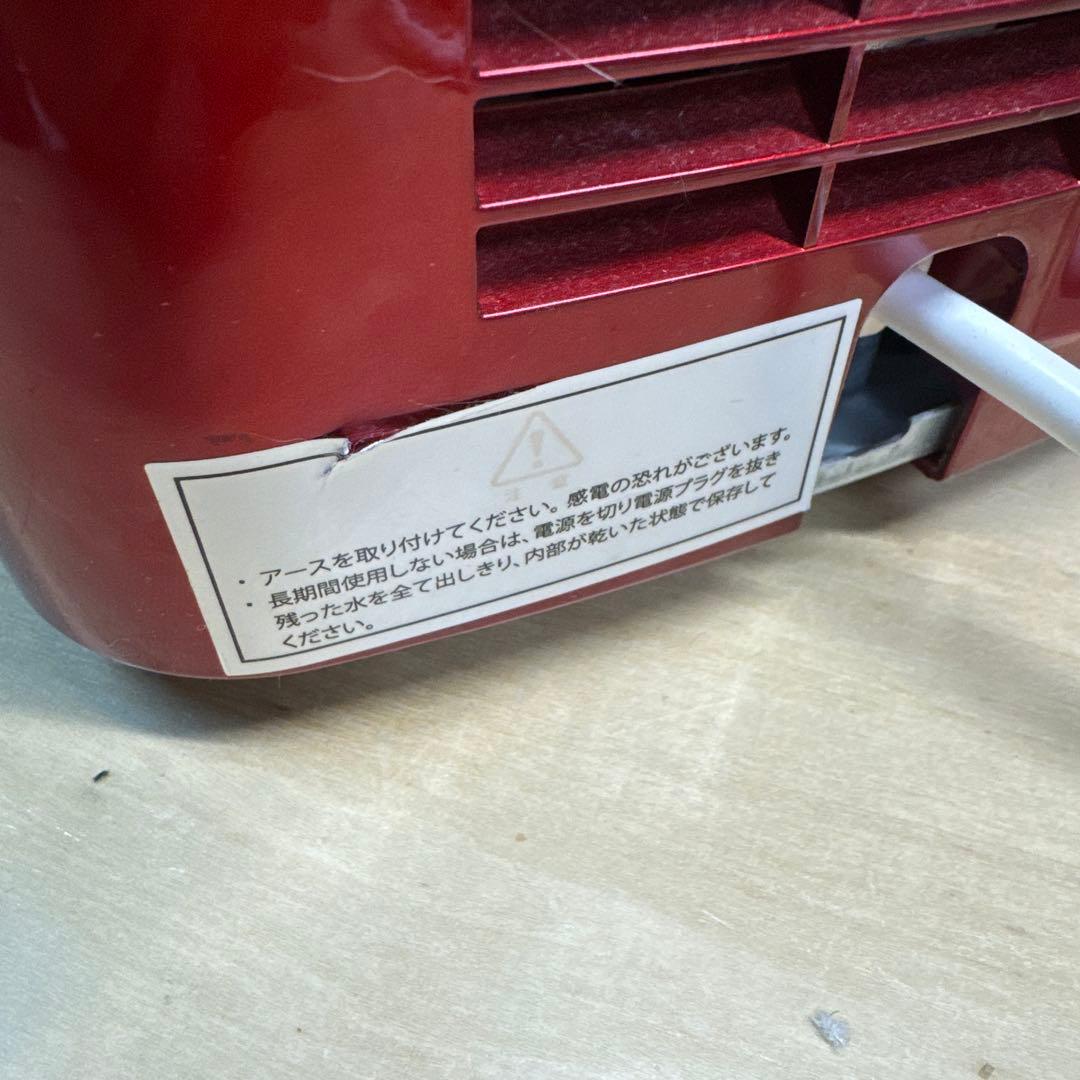 注意
・アースを取り付けてください。感電の恐れがございます。
・長期間使用しない場合は、電源を切り電源プラグを抜き
残った水を全て出しきり、内部が乾いた状態で保存して
ください。